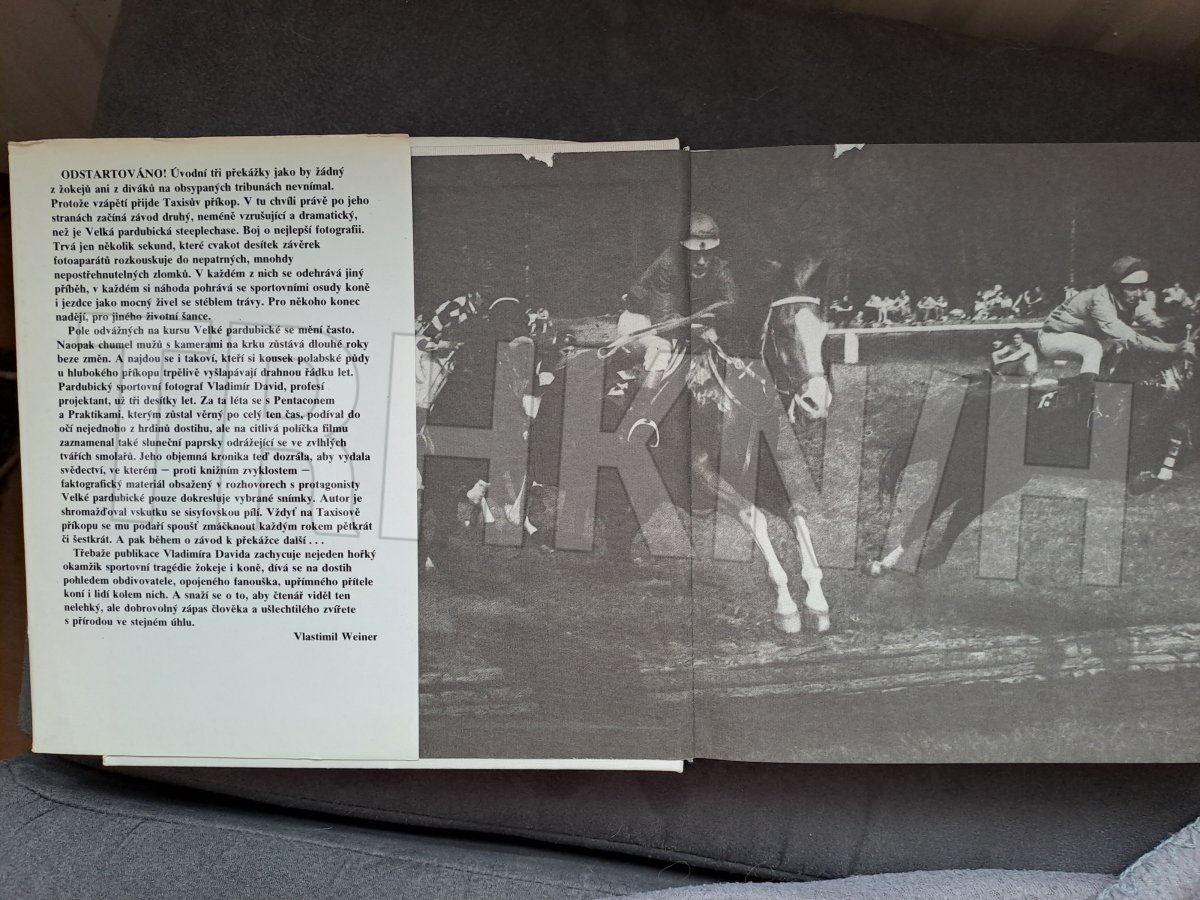 ODSTARTOVÁNO! Úvodní tři překážky jako by žádný
z žokejů ani z diváků na obsypaných tribunách nevnímal.
Protože vzápětí přijde Taxisův příkop. V tu chvíli právě po jeho
stranách začíná závod druhý, neméně vzrušující a dramatický,
než je Velká pardubická steeplechase. Boj o nejlepší fotografii.
Trvá jen několik sekund, které cvakot desítek závěrek
fotoaparátů rozkouskuje do nepatrných, mnohdy
nepostřehnutelných zlomků. V každém z nich se odehrává jiný
příběh, v každém si náhoda pohrává se sportovními osudy koně
i jezdce jako mocný živel se stéblem trávy. Pro někoho konec
nadějí, pro jiného životní šance.
Pole odvážných na kursu Velké pardubické se mění často.
Naopak chumel mužů s kamerami na krku zůstává dlouhé roky
beze změn. A najdou se i takoví, kteří si kousek polabské půdy
u hlubokého příkopu trpělivě vyšlapávají drahnou řádku let.
Pardubický sportovní fotograf Vladimír David, profesí
projektant, už tři desítky let. Za ta léta se s Pentaconem
a Praktikami, kterým zůstal věrný po celý ten čas, podíval do
očí nejednoho z hrdinů dostihu, ale na citlivá políčka filmu
zaznamenal také sluneční paprsky odrážející se ve zvlhlých
tvářích smolařů. Jeho objemná kronika teď dozrála, aby vydala
svědectví, ve kterém — proti knižním zvyklostem —
faktografický materiál obsažený v rozhovorech s protagonisty
Velké pardubické pouze dokresluje vybrané snímky. Autor je
shromažďoval vskutku se sisyfovskou pílí. Vždyť na Taxisově
příkopu se mu podaří spoušť zmáčknout každým rokem pětkrát
či šestkrát. A pak během o závod k překážce další . . .
Třebaže publikace Vladimíra Davida zachycuje nejeden hořký
okamžik sportovní tragédie žokeje i koně, dívá se na dostih
pohledem obdivovatele, opojeného fanouška, upřímného přítele
koní i lidí kolem nich. A snaží se o to, aby čtenář viděl ten
nelehký, ale dobrovolný zápas člověka a ušlechtilého zvířete
s přírodou ve stejném úhlu.
Vlastimil Weiner